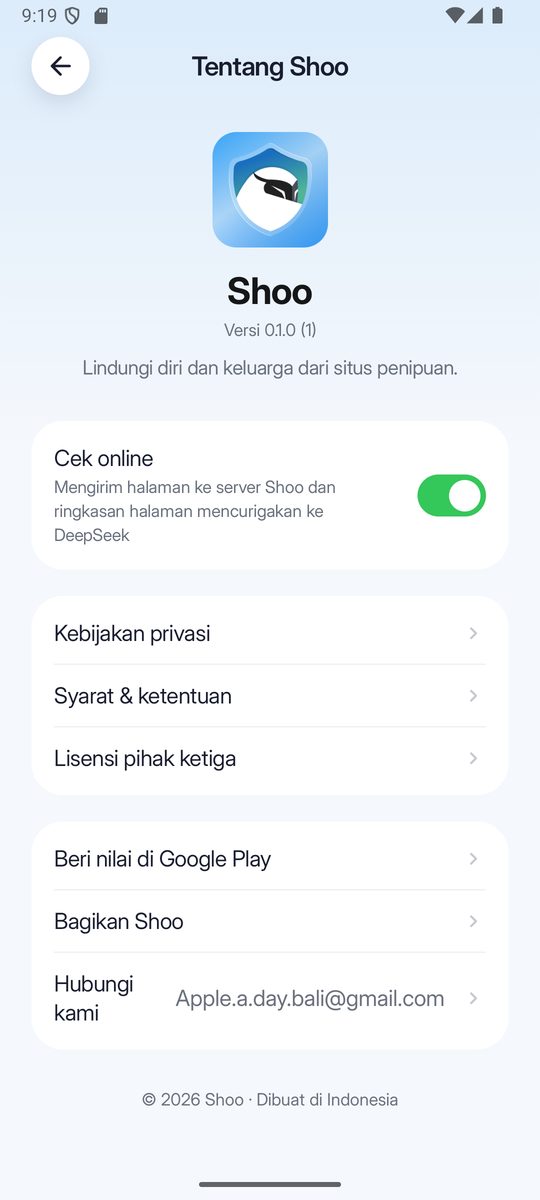 9:19
Tentang Shoo
Shoo
Versi 0.1.0 (1)
Lindungi diri dan keluarga dari situs penipuan.
Cek online
Mengirim halaman ke server Shoo dan
ringkasan halaman mencurigakan ke
DeepSeek
Kebijakan privasi
Syarat & ketentuan
Lisensi pihak ketiga
Beri nilai di Google Play
Bagikan Shoo
Hubungi
kami
Apple.a.day.bali@gmail.com
© 2026 Shoo · Dibuat di Indonesia